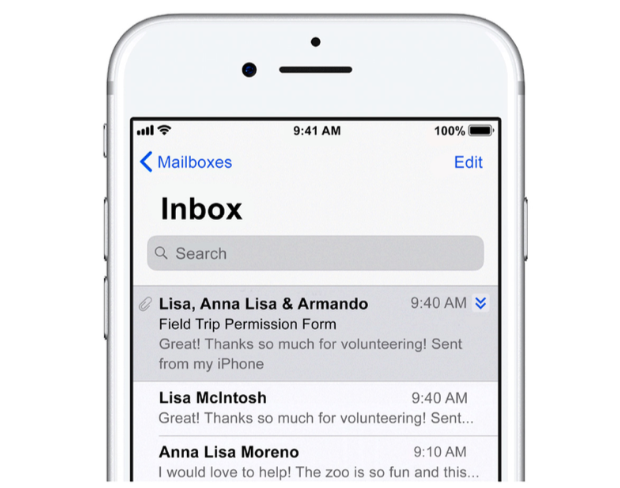 9:41 AM 100%
Mailboxes Edit
Inbox
Search
Lisa, Anna Lisa & Armando 9:40 AM
Field Trip Permission Form
Great! Thanks so much for volunteering! Sent
from my iPhone
Lisa McIntosh 9:40 AM
Great! Thanks so much for volunteering! Sent...
Anna Lisa Moreno 9:10 AM
I would love to help! The zoo is so fun and this...